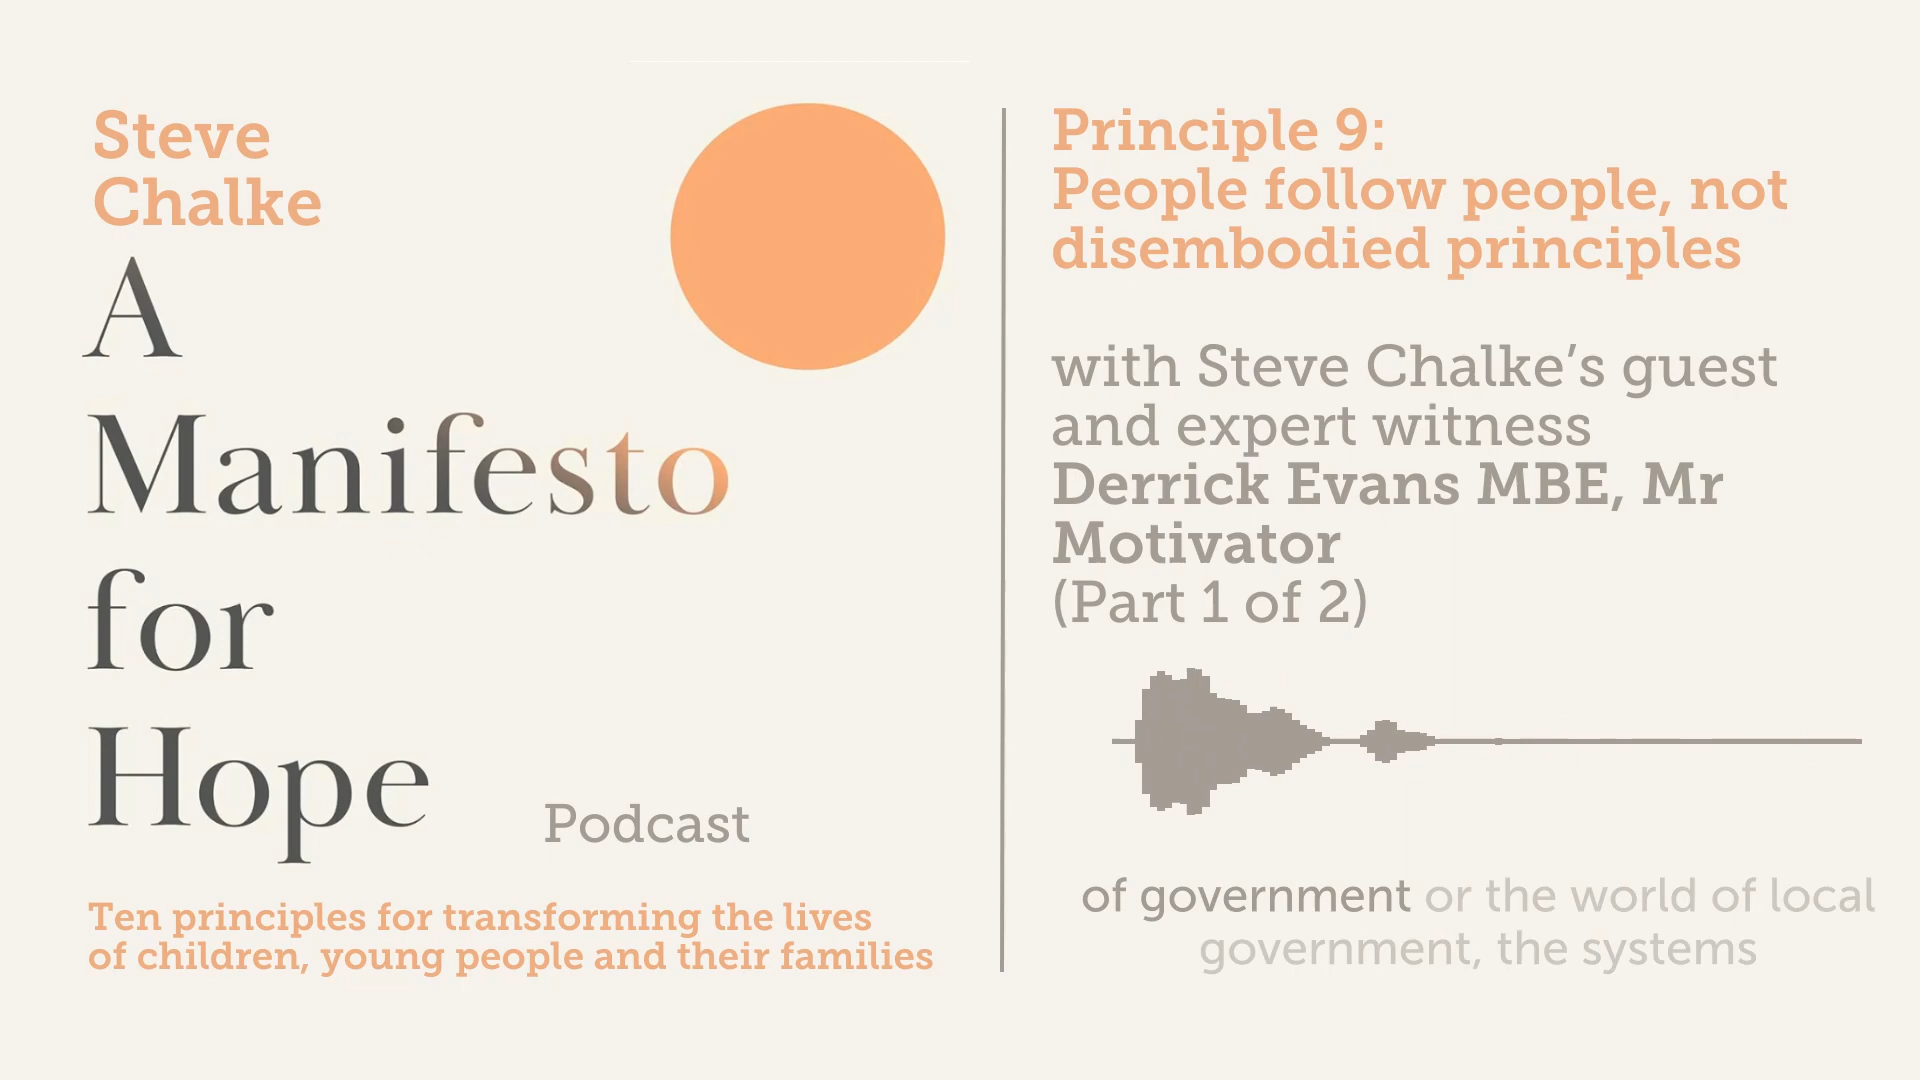 Steve
Chalke
A
Manifesto
for
Hope
Podcast
Ten principles for transforming the lives
of children, young people and their families
Principle 9:
People follow people, not
disembodied principles
with Steve Chalke’s guest
and expert witness
Derrick Evans MBE, Mr
Motivator
(Part 1 of 2)
of government or the world of local
government, the systems